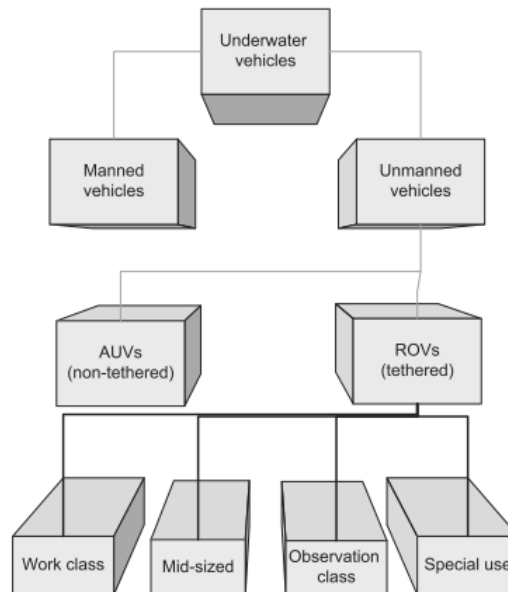 Underwater
vehicles
Manned
vehicles
Unmanned
vehicles
AUVs
(non-tethered)
ROVs
(tethered)
Work class
Mid-sized
Observation
class
Special use